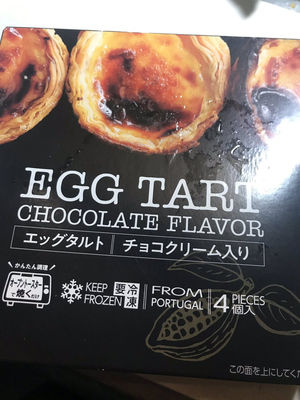 EGG TART
CHOCOLATE FLAVOR
エッグタルト | チョコクリーム入り
かんたん調理
オーブントースター
で焼くだけ
KEEP
FROZEN
要冷
凍
FROM
PORTUGAL
4 PIECES
個入
この面を上にしてくだ